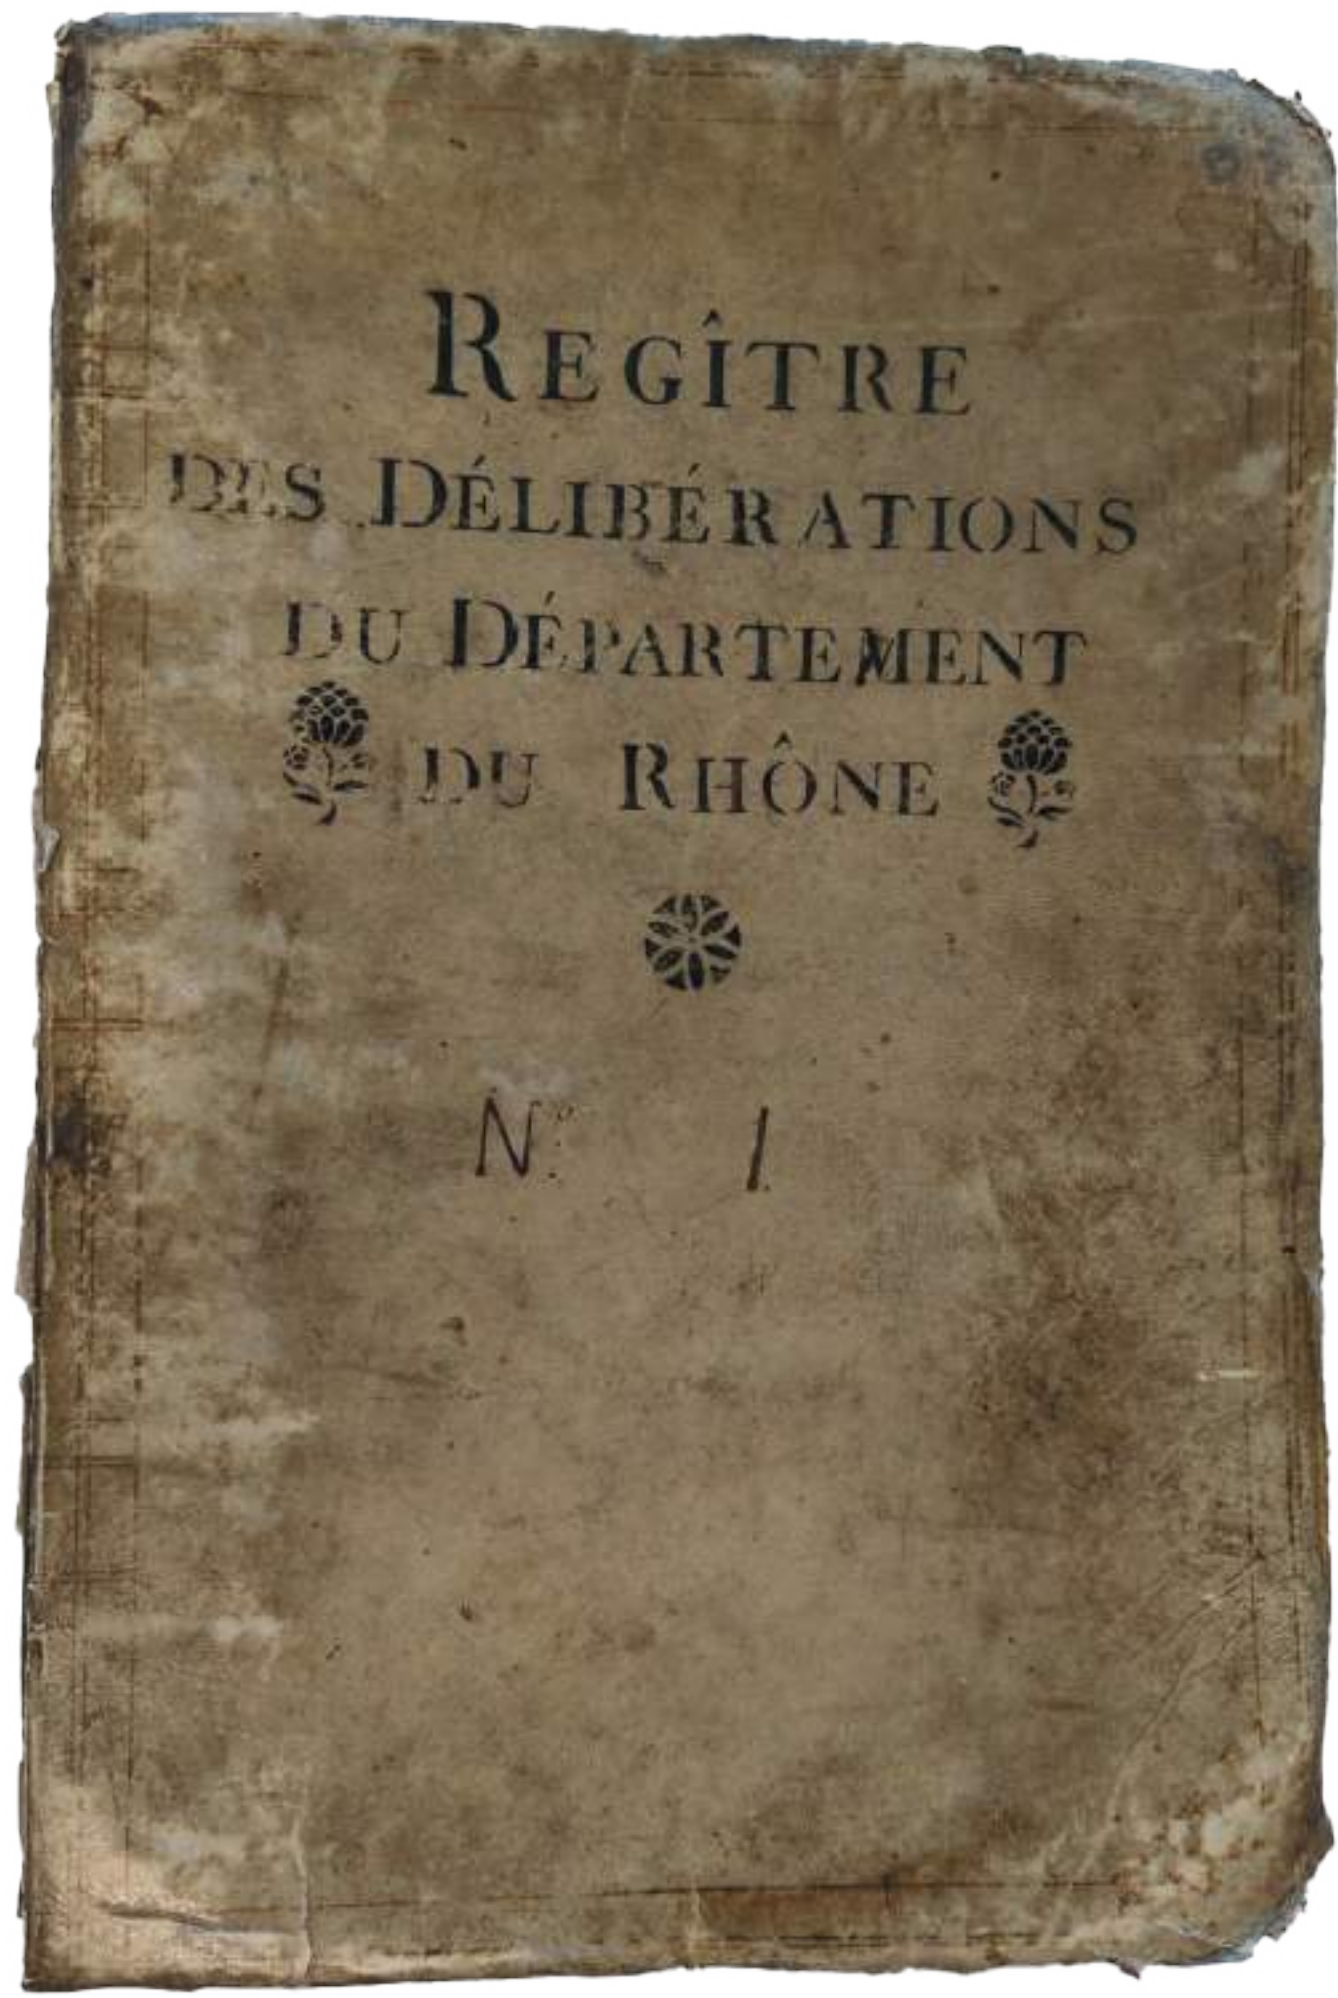 REGÎTRE
DES DÉLIBÉRATIONS
DU DÉPARTEMENT
DU RHÔNE
N.º 1.